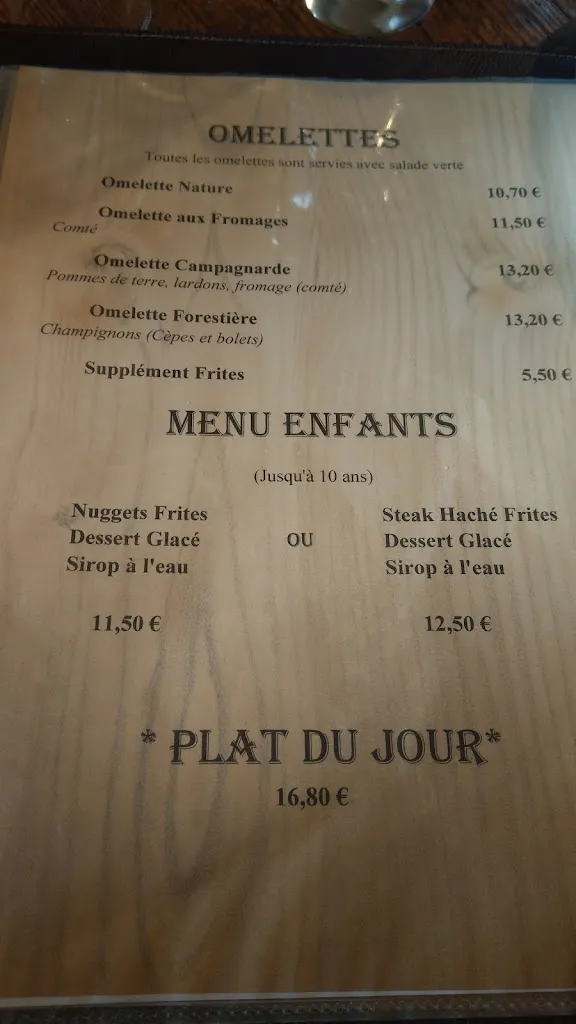 OMELETTES
Toutes les omelettes sont servies avec salade verte
Omelette Nature 10,70 €
Omelette aux Fromages 11,50 €
Comté
Omelette Campagnarde 13,20 €
Pommes de terre, lardons, fromage (comté)
Omelette Forestière 13,20 €
Champignons (Cèpes et bolets)
Supplément Frites 5,50 €
MENU ENFANTS
(Jusqu'à 10 ans)
Nuggets Frites Steak Haché Frites
Dessert Glacé OU Dessert Glacé
Sirop à l'eau Sirop à l'eau
11,50 € 12,50 €
* PLAT DU JOUR*
16,80 €